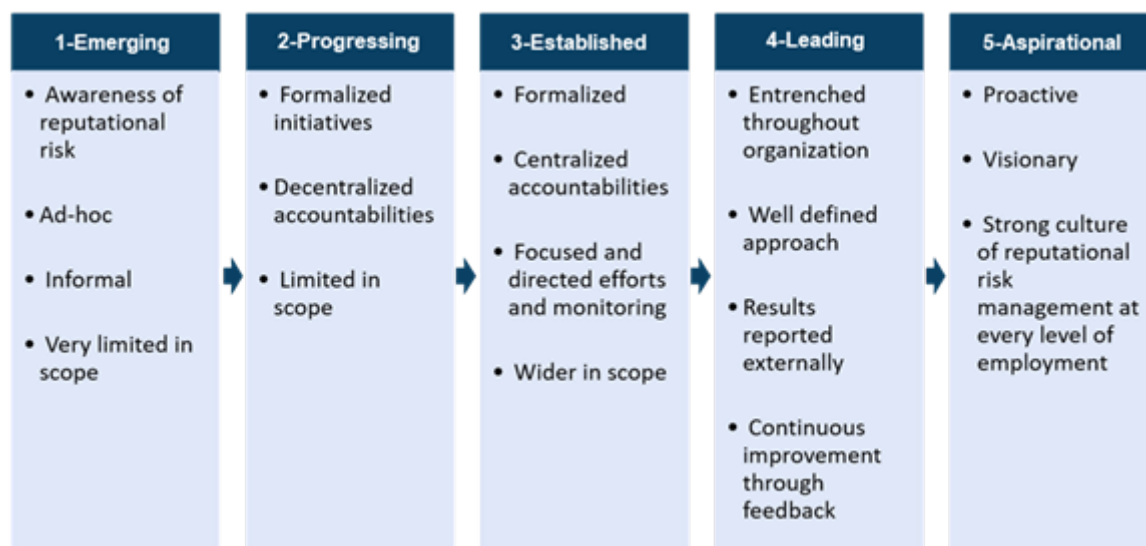 1-Emerging
• Awareness of
reputational
risk
• Ad-hoc
• Informal
• Very limited in
scope
2-Progressing
• Formalized
initiatives
• Decentralized
accountabilities
• Limited in
scope
3-Established
• Formalized
• Centralized
accountabilities
• Focused and
directed efforts
and monitoring
• Wider in scope
4-Leading
• Entrenched
throughout
organization
• Well defined
approach
• Results
reported
externally
• Continuous
improvement
through
feedback
5-Aspirational
• Proactive
• Visionary
• Strong culture
of reputational
risk
management at
every level of
employment